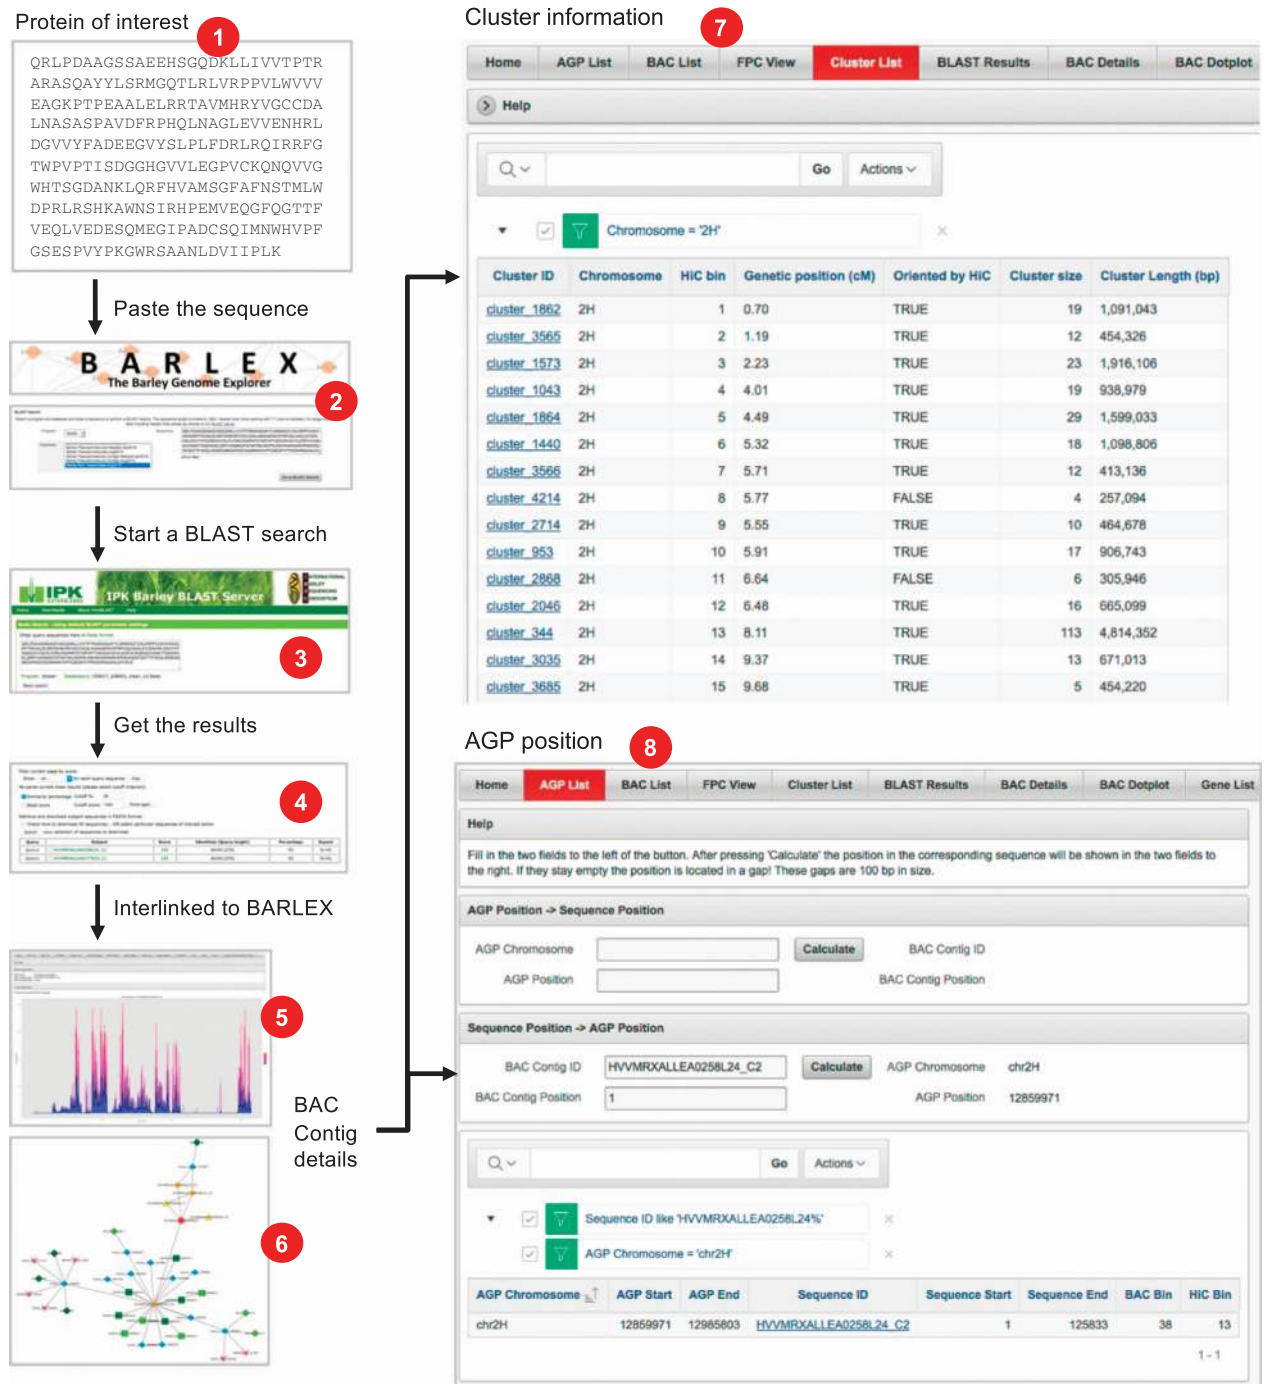 Protein of interest
1
QRLPDAAGSSAEEHSGQDKLLIVVTPTR
ARASQAYYLSRMGQTLRLVRPPVLWVVV
EAGKPTPEAALELRRTAVMHRYVGCCDA
LNASASPAVDFRPHQLNAGLEVVENHRL
DGVVYFADEEGVYSLPLFDRLRQIRRFG
TWPVPTISDGGHGVVLEGPVCKQNQVVG
WHTSGDANKLQRFHVAMSGFAFNSTMLW
DPRLRSHKAWNSIRHPEMVEQGFQGTTF
VEQLVEDESQMEGIPADCSQIMNWHVPF
GSESPVYPKGWRSAANLDVIIPLK
Paste the sequence
BARLEX
The Barley Genome Explorer
2
Start a BLAST search
IPK
IPK Barley BLAST Server
3
Get the results
4
Interlinked to BARLEX
5
BAC
Contig
details
6
Cluster information
7
Home AGP List BAC List FPC View Cluster List BLAST Results BAC Details BAC Dotplot
Help
Go Actions
Chromosome = '2H'
Cluster ID Chromosome HiC bin Genetic position (cM) Oriented by HiC Cluster size Cluster Length (bp)
cluster_1862 2H 1 0.70 TRUE 19 1,091,043
cluster_3565 2H 2 1.19 TRUE 12 454,326
cluster_1573 2H 3 2.23 TRUE 23 1,916,106
cluster_1043 2H 4 4.01 TRUE 19 938,979
cluster_1864 2H 5 4.49 TRUE 29 1,599,033
cluster_1440 2H 6 5.32 TRUE 18 1,098,806
cluster_3566 2H 7 5.71 TRUE 12 413,136
cluster_4214 2H 8 5.77 FALSE 4 257,094
cluster_2714 2H 9 5.55 TRUE 10 464,678
cluster_953 2H 10 5.91 TRUE 17 906,743
cluster_2868 2H 11 6.64 FALSE 6 305,946
cluster_2046 2H 12 6.48 TRUE 16 665,099
cluster_344 2H 13 8.11 TRUE 113 4,814,352
cluster_3035 2H 14 9.37 TRUE 13 671,013
cluster_3685 2H 15 9.68 TRUE 5 454,220
AGP position
8
Home AGP List BAC List FPC View Cluster List BLAST Results BAC Details BAC Dotplot Gene List
Help
Fill in the two fields to the left of the button. After pressing 'Calculate' the position in the corresponding sequence will be shown in the two fields to
the right. If they stay empty the position is located in a gap! These gaps are 100 bp in size.
AGP Position -> Sequence Position
AGP Chromosome Calculate BAC Contig ID
AGP Position BAC Contig Position
Sequence Position -> AGP Position
BAC Contig ID HVVMRXALLEA0258L24_C2 Calculate AGP Chromosome chr2H
BAC Contig Position 1 AGP Position 12859971
Go Actions
Sequence ID like 'HVVMRXALLEA0258L24%'
AGP Chromosome = 'chr2H'
AGP Chromosome AGP Start AGP End Sequence ID Sequence Start Sequence End BAC Bin HiC Bin
chr2H 12859971 12985803 HVVMRXALLEA0258L24_C2 1 125833 38 13
1 - 1